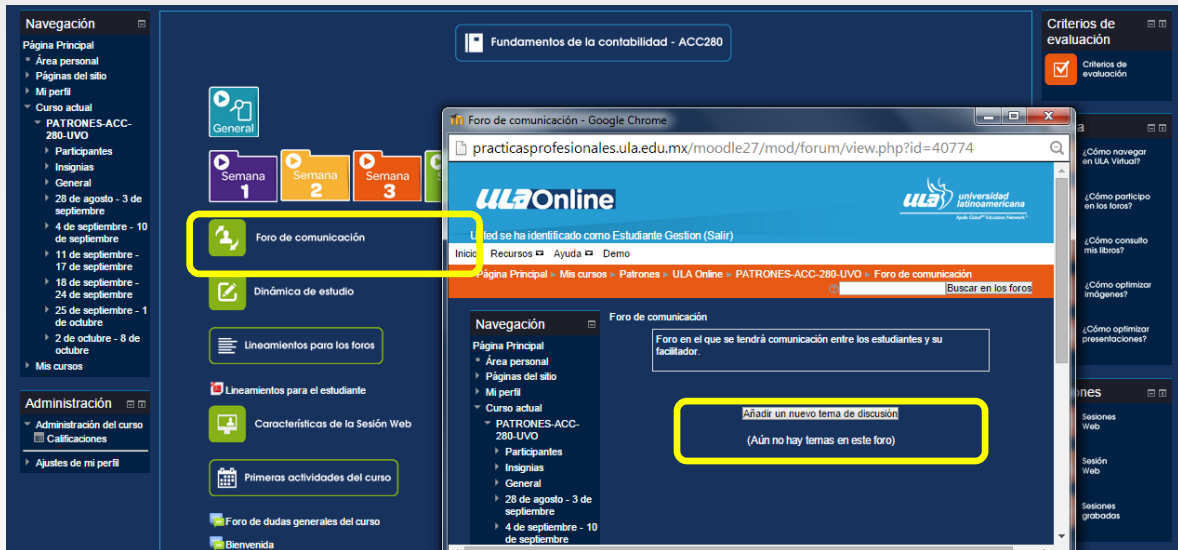 Navegación
Página Principal
Área personal
Páginas del sitio
Mi perfil
Curso actual
PATRONES-ACC-
280-UVO
Participantes
Insignias
General
28 de agosto - 3 de
septiembre
4 de septiembre - 10
de septiembre
11 de septiembre -
17 de septiembre
18 de septiembre -
24 de septiembre
25 de septiembre - 1
de octubre
2 de octubre - 8 de
octubre
Mis cursos
Administración
Administración del curso
Calificaciones
Ajustes de mi perfil
Fundamentos de la contabilidad - ACC280
General
Semana
1
Semana
2
Semana
3
Foro de comunicación
Dinámica de estudio
Lineamientos para los foros
Lineamientos para el estudiante
Características de la Sesión Web
Primeras actividades del curso
Foro de dudas generales del curso
Bienvenida
Foro de comunicación - Google Chrome
practicasprofesionales.ula.edu.mx/moodle27/mod/forum/view.php?id=40774
ULA Online
ula universidad
latinoamericana
Apollo Global Education Network
Usted se ha identificado como Estudiante Gestion (Salir)
Inicio Recursos Ayuda Demo
Página Principal Mis cursos Patrones ULA Online PATRONES-ACC-280-UVO Foro de comunicación
Buscar en los foros
Navegación
Página Principal
Área personal
Páginas del sitio
Mi perfil
Curso actual
PATRONES-ACC-
280-UVO
Participantes
Insignias
General
28 de agosto - 3 de
septiembre
4 de septiembre - 10
de septiembre
Foro de comunicación
Foro en el que se tendrá comunicación entre los estudiantes y su
facilitador.
Añadir un nuevo tema de discusión
(Aún no hay temas en este foro)
Criterios de
evaluación
Criterios de
evaluación
a
¿Cómo navegar
en ULA Virtual?
¿Cómo participo
en los foros?
¿Cómo consulto
mis libros?
¿Cómo optimizar
imágenes?
¿Cómo optimizar
presentaciones?
ones
Sesiones
Web
Sesión
Web
Sesiones
grabadas